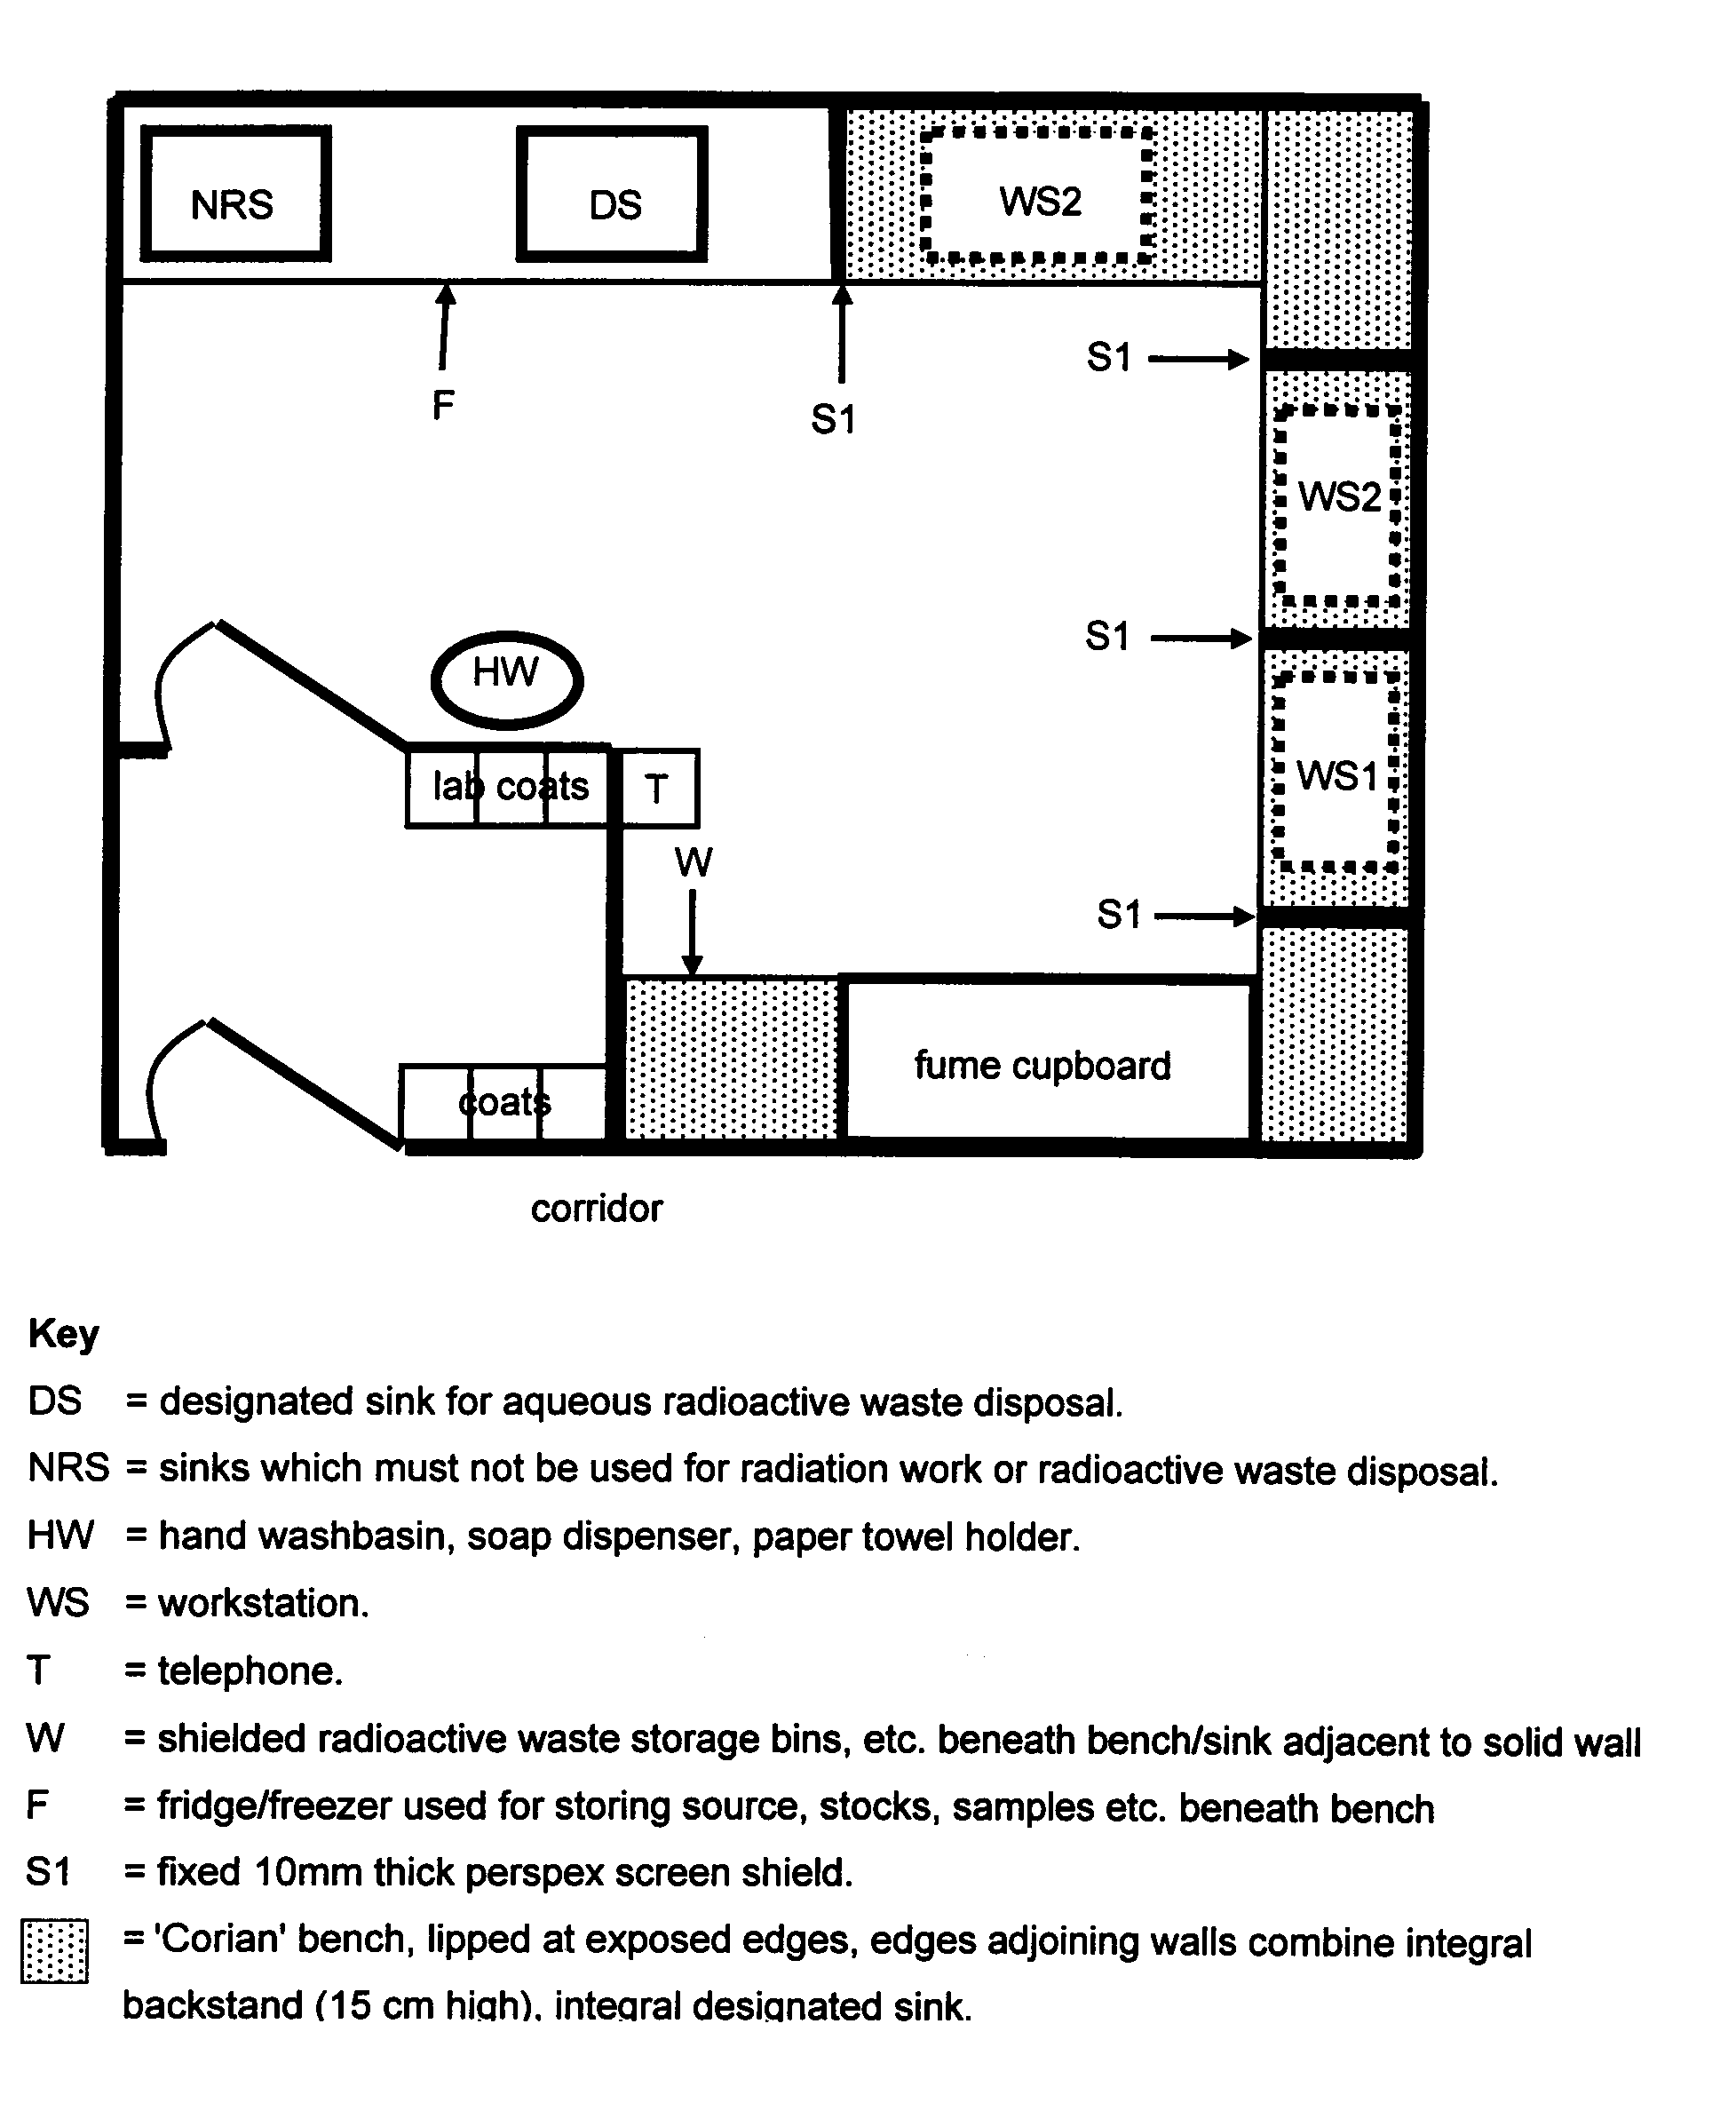 NRS
DS
WS2
F
S1
S1
WS2
S1
HW
WS1
lab coats
T
W
S1
fume cupboard
coats
corridor
Key
DS = designated sink for aqueous radioactive waste disposal.
NRS = sinks which must not be used for radiation work or radioactive waste disposal.
HW = hand washbasin, soap dispenser, paper towel holder.
WS = workstation.
T = telephone.
W = shielded radioactive waste storage bins, etc. beneath bench/sink adjacent to solid wall
F = fridge/freezer used for storing source, stocks, samples etc. beneath bench
S1 = fixed 10mm thick perspex screen shield.
= 'Corian' bench, lipped at exposed edges, edges adjoining walls combine integral
backstand (15 cm high), integral designated sink.